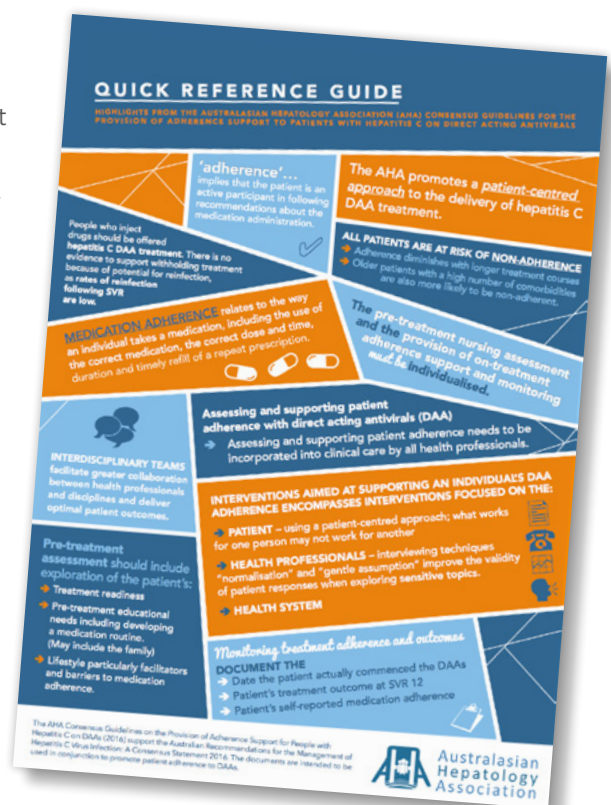 t
QUICK REFERENCE GUIDE
HIGHLIGHTS FROM THE AUSTRALASIAN HEPATOLOGY ASSOCIATION (AHA) CONSENSUS GUIDELINES FOR THE
PROVISION OF ADHERENCE SUPPORT TO PATIENTS WITH HEPATITIS C ON DIRECT ACTING ANTIVIRALS
'adherence'...
implies that the patient is an
active participant in following
recommendations about the
medication administration.
The AHA promotes a patient-centred
approach to the delivery of hepatitis C
DAA treatment.
People who inject
drugs should be offered
hepatitis C DAA treatment. There is no
evidence to support withholding treatment
because of potential for reinfection,
as rates of reinfection
following SVR
are low.
ALL PATIENTS ARE AT RISK OF NON-ADHERENCE
➔ Adherence diminishes with longer treatment courses
➔ Older patients with a high number of comorbidities
are also more likely to be non-adherent.
MEDICATION ADHERENCE relates to the way
an individual takes a medication, including the use of
the correct medication, the correct dose and time,
duration and timely refill of a repeat prescription.
The pre-treatment nursing assessment
and the provision of on-treatment
adherence support and monitoring
must be individualised.
INTERDISCIPLINARY TEAMS
facilitate greater collaboration
between health professionals
and disciplines and deliver
optimal patient outcomes.
Assessing and supporting patient
adherence with direct acting antivirals (DAA)
➔ Assessing and supporting patient adherence needs to be
incorporated into clinical care by all health professionals.
INTERVENTIONS AIMED AT SUPPORTING AN INDIVIDUAL'S DAA
ADHERENCE ENCOMPASSES INTERVENTIONS FOCUSED ON THE:
➔ PATIENT – using a patient-centred approach; what works
for one person may not work for another
➔ HEALTH PROFESSIONALS – interviewing techniques
"normalisation" and "gentle assumption" improve the validity
of patient responses when exploring sensitive topics.
➔ HEALTH SYSTEM
Pre-treatment
assessment should include
exploration of the patient's:
➔ Treatment readiness
➔ Pre-treatment educational
needs including developing
a medication routine.
(May include the family)
➔ Lifestyle particularly facilitators
and barriers to medication
adherence.
Monitoring treatment adherence and outcomes
DOCUMENT THE
➔ Date the patient actually commenced the DAAs
➔ Patient's treatment outcome at SVR 12
➔ Patient's self-reported medication adherence
The AHA Consensus Guidelines on the Provision of Adherence Support for People with
Hepatitis C on DAAs (2016) support the Australian Recommendations for the Management of
Hepatitis C Virus Infection: A Consensus Statement 2016. The documents are intended to be
used in conjunction to promote patient adherence to DAAs.
AHA
Australasian
Hepatology
Association